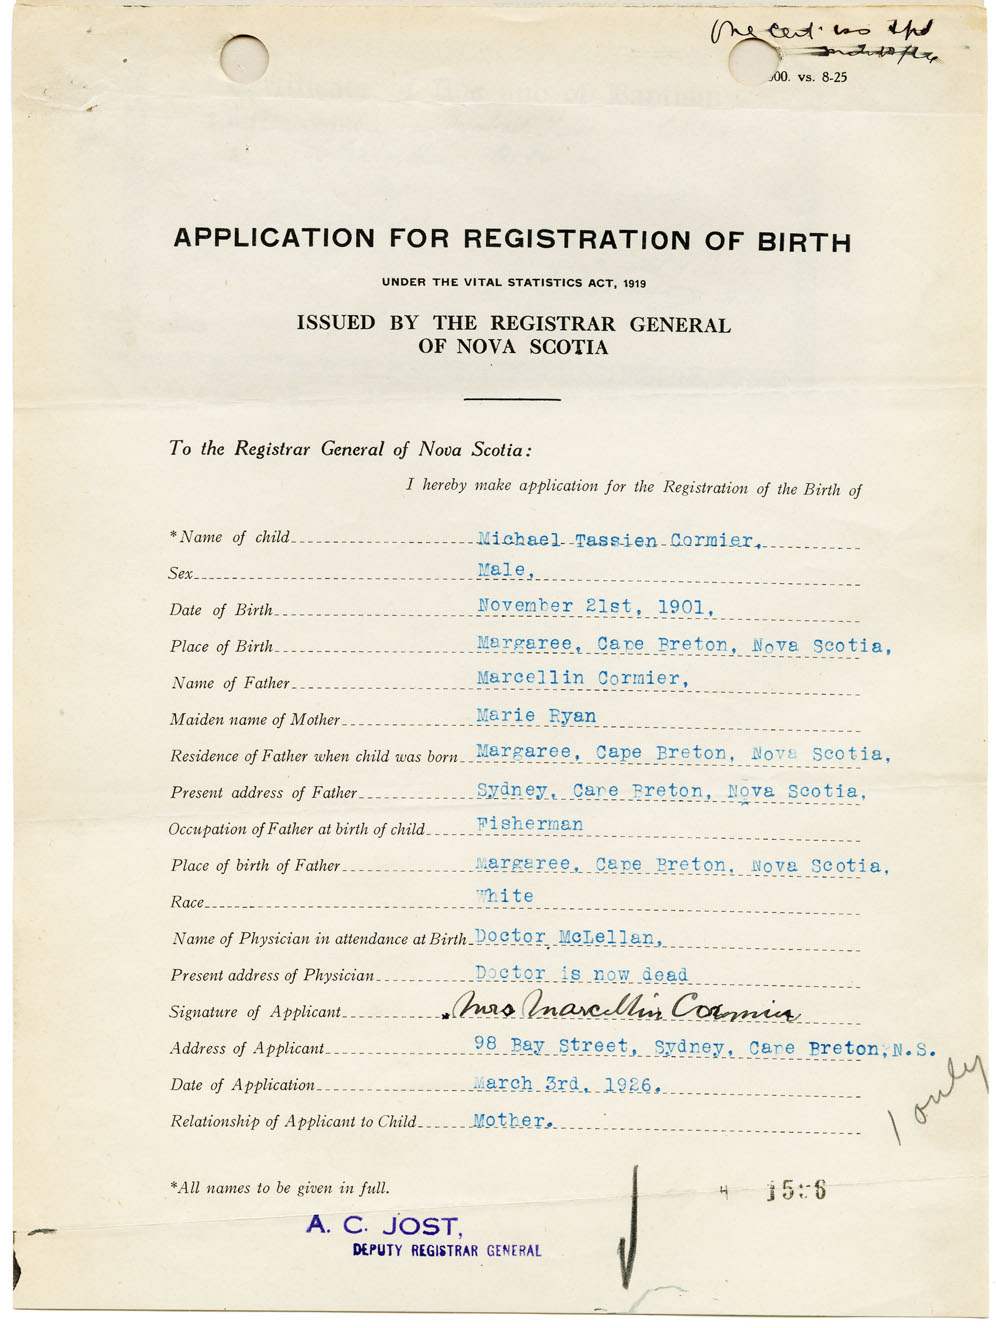 One cert. iss
00. vs. 8-25
APPLICATION FOR REGISTRATION OF BIRTH
UNDER THE VITAL STATISTICS ACT, 1919
ISSUED BY THE REGISTRAR GENERAL
OF NOVA SCOTIA
To the Registrar General of Nova Scotia:
I hereby make application for the Registration of the Birth of
*Name of child Michael Tassien Cormier,
Sex Male,
Date of Birth November 21st, 1901,
Place of Birth Margaree, Cape Breton, Nova Scotia,
Name of Father Marcellin Cormier,
Maiden name of Mother Marie Ryan
Residence of Father when child was born Margaree, Cape Breton, Nova Scotia,
Present address of Father Sydney, Cape Breton, Nova Scotia,
Occupation of Father at birth of child Fisherman
Place of birth of Father Margaree, Cape Breton, Nova Scotia,
Race White
Name of Physician in attendance at Birth Doctor McLellan,
Present address of Physician Doctor is now dead
Signature of Applicant Mrs Marcellin Cormier
Address of Applicant 98 Bay Street, Sydney, Cape Breton, N.S.
Date of Application March 3rd, 1926.
Relationship of Applicant to Child Mother.
1 only
*All names to be given in full.
A. C. JOST,
DEPUTY REGISTRAR GENERAL